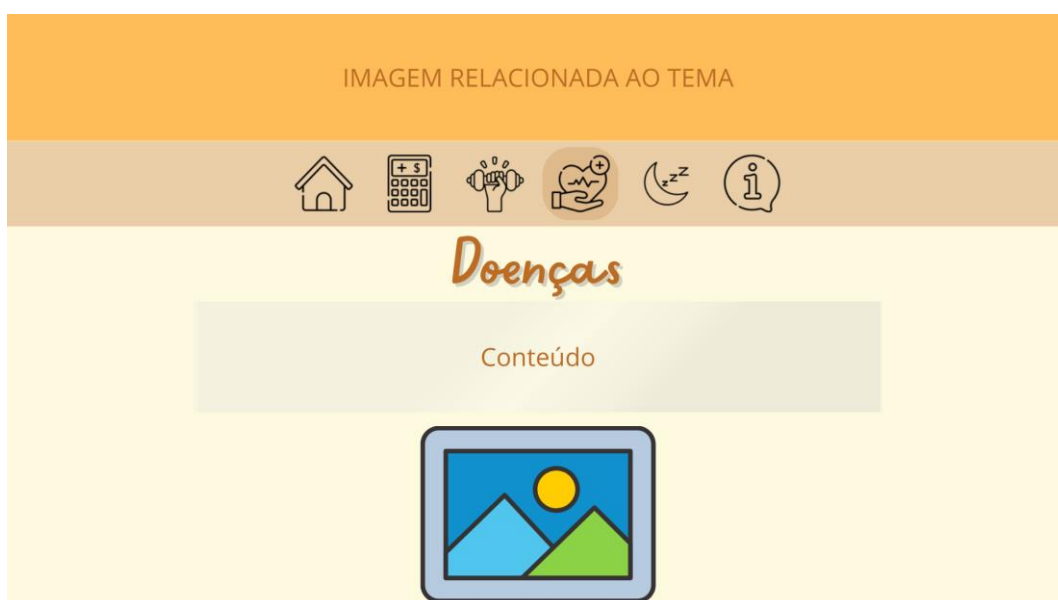 IMAGEM RELACIONADA AO TEMA
+ $
z z Z
i
Doenças
Conteúdo